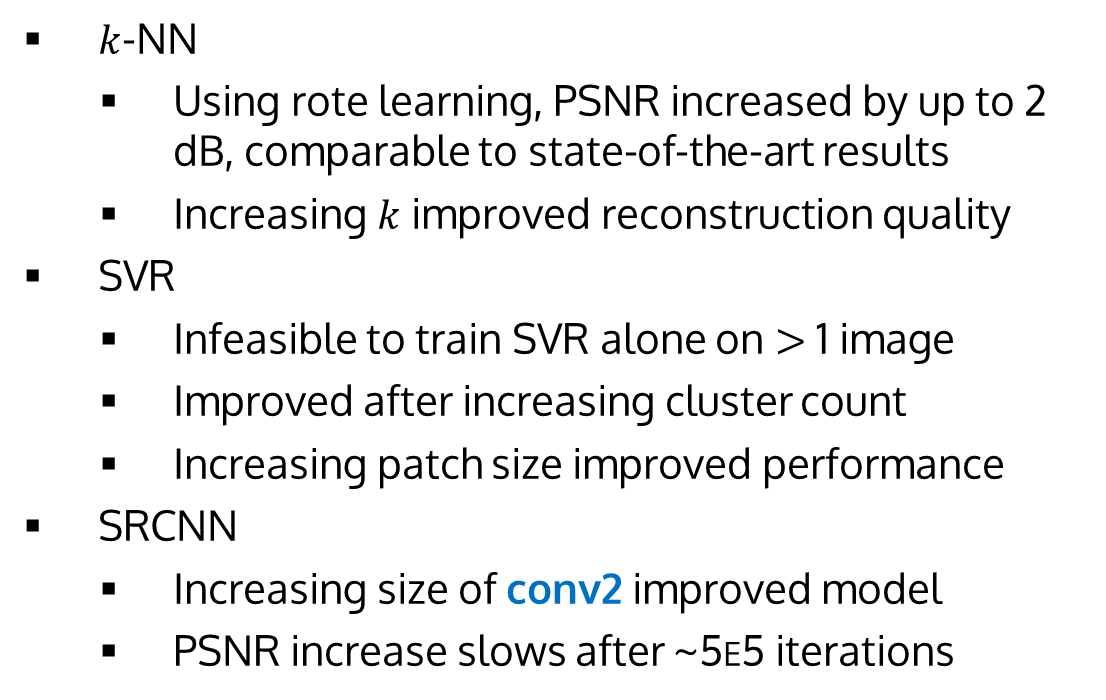 ▪ k-NN
▪ Using rote learning, PSNR increased by up to 2
dB, comparable to state-of-the-art results
▪ Increasing k improved reconstruction quality
▪ SVR
▪ Infeasible to train SVR alone on > 1 image
▪ Improved after increasing cluster count
▪ Increasing patch size improved performance
▪ SRCNN
▪ Increasing size of conv2 improved model
▪ PSNR increase slows after ~5E5 iterations